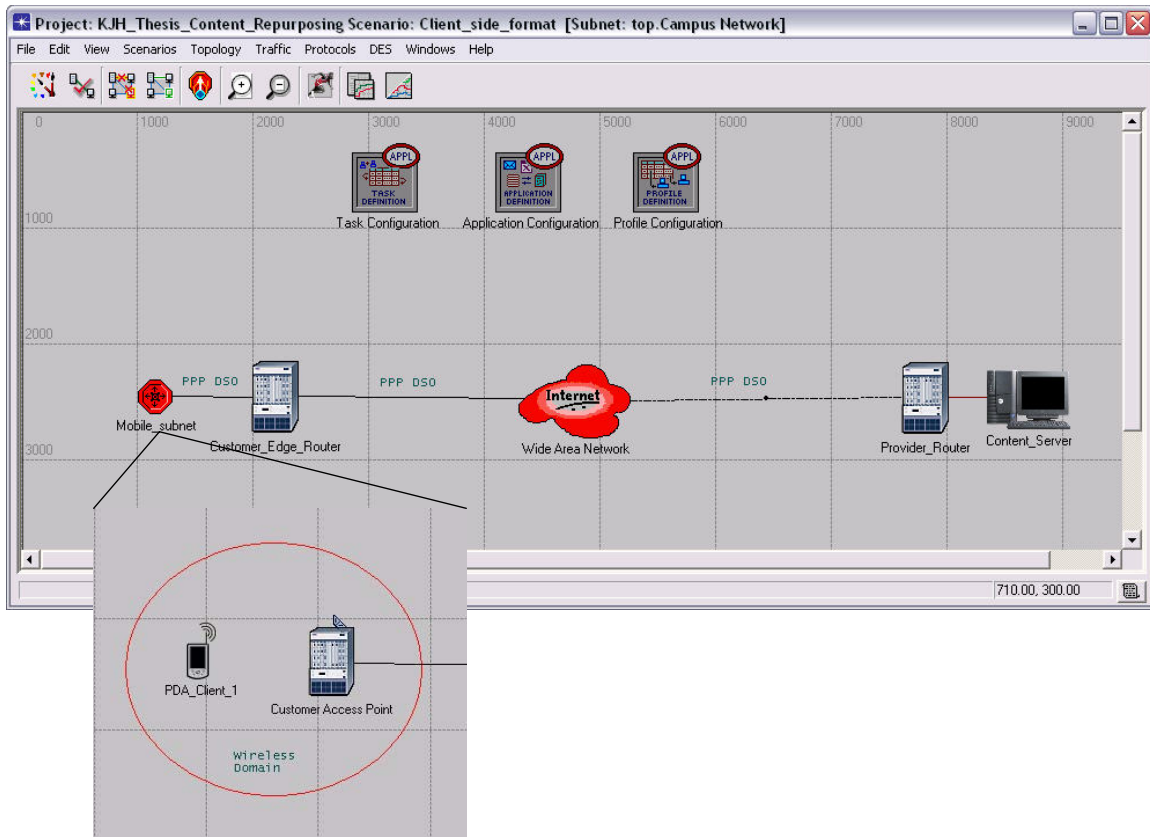 Project: KJH_Thesis_Content_Repurposing Scenario: Client_side_format [Subnet: top.Campus Network]
File Edit View Scenarios Topology Traffic Protocols DES Windows Help
0 1000 2000 3000 4000 5000 6000 7000 8000 9000
APPL APPL APPL
TASK DEFINITION
APPLICATION DEFINITION
PROFILE DEFINITION
1000
Task Configuration Application Configuration Profile Configuration
2000
PPP DS0 PPP DS0 PPP DS0
Internet
Mobile_subnet
Customer_Edge_Router
Wide Area Network
Provider_Router
Content_Server
3000
710.00, 300.00
PDA_Client_1
Customer Access Point
Wireless
Domain